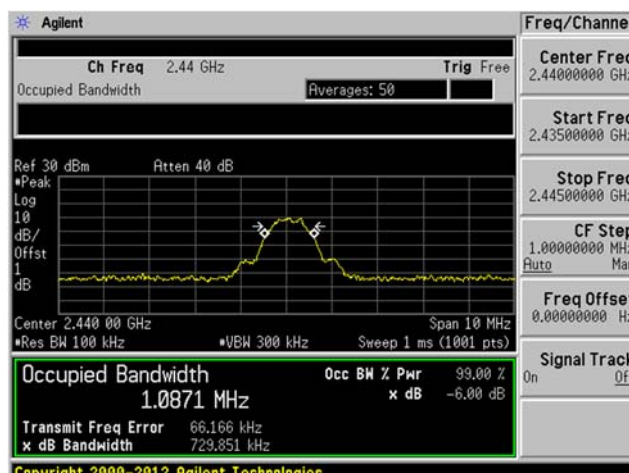 Agilent
Freq/Channe
Ch Freq 2.44 GHz Trig Free
Occupied Bandwidth Averages: 50
Center Freq
2.44000000 GHz
Start Freq
2.43500000 GHz
Stop Freq
2.44500000 GHz
CF Step
1.00000000 MHz
Auto Man
Freq Offset
0.00000000 Hz
Signal Track
On Off
Ref 30 dBm Atten 40 dB
#Peak
Log
10
dB/
Offst
1
dB
Center 2.440 00 GHz Span 10 MHz
#Res BW 100 kHz #VBW 300 kHz Sweep 1 ms (1001 pts)
Occupied Bandwidth Occ BW % Pwr 99.00 %
1.0871 MHz x dB -6.00 dB
Transmit Freq Error 66.166 kHz
x dB Bandwidth 729.851 kHz
Copyright 2000-2012 Agilent Technologies